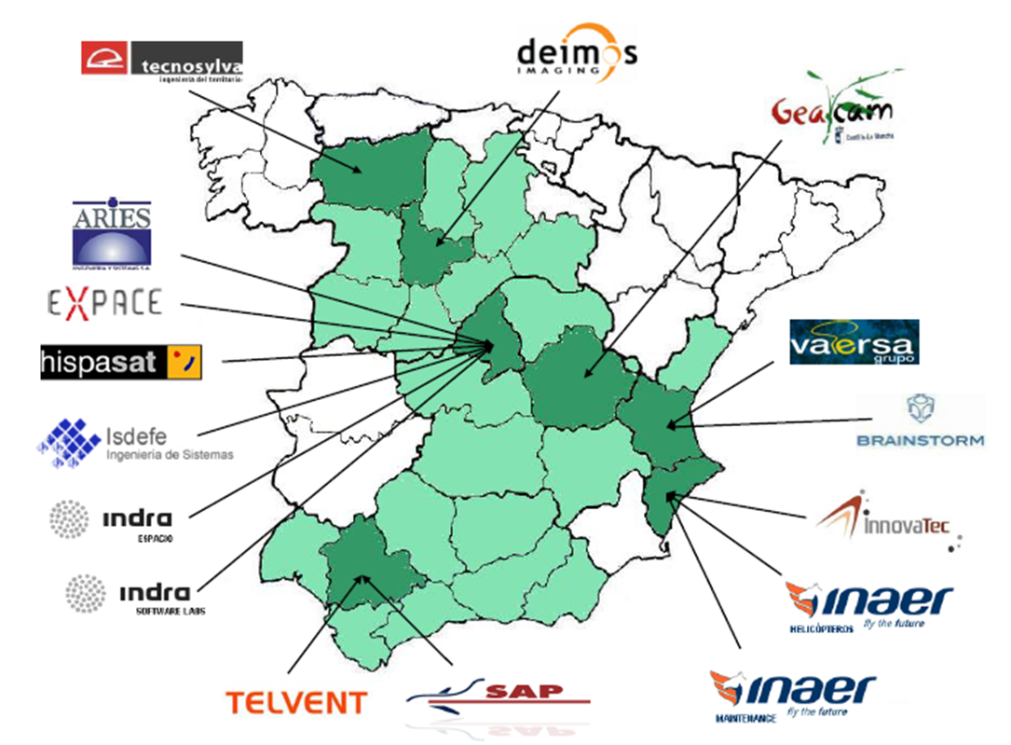 tecnosylva
ingeniería del territorio
deimos
IMAGING
Geacam
Castilla-La Mancha
ARIES
INGENIERIA Y SISTEMAS, S.A.
EXPACE
hispasat
vaersa
grupo
BRAINSTORM
Isdefe
Ingeniería de Sistemas
indra
ESPACIO
INNOVATEC
indra
SOFTWARE LABS
inaer
HELICÓPTEROS fly the future
TELVENT
SAP
inaer
MAINTENANCE fly the future